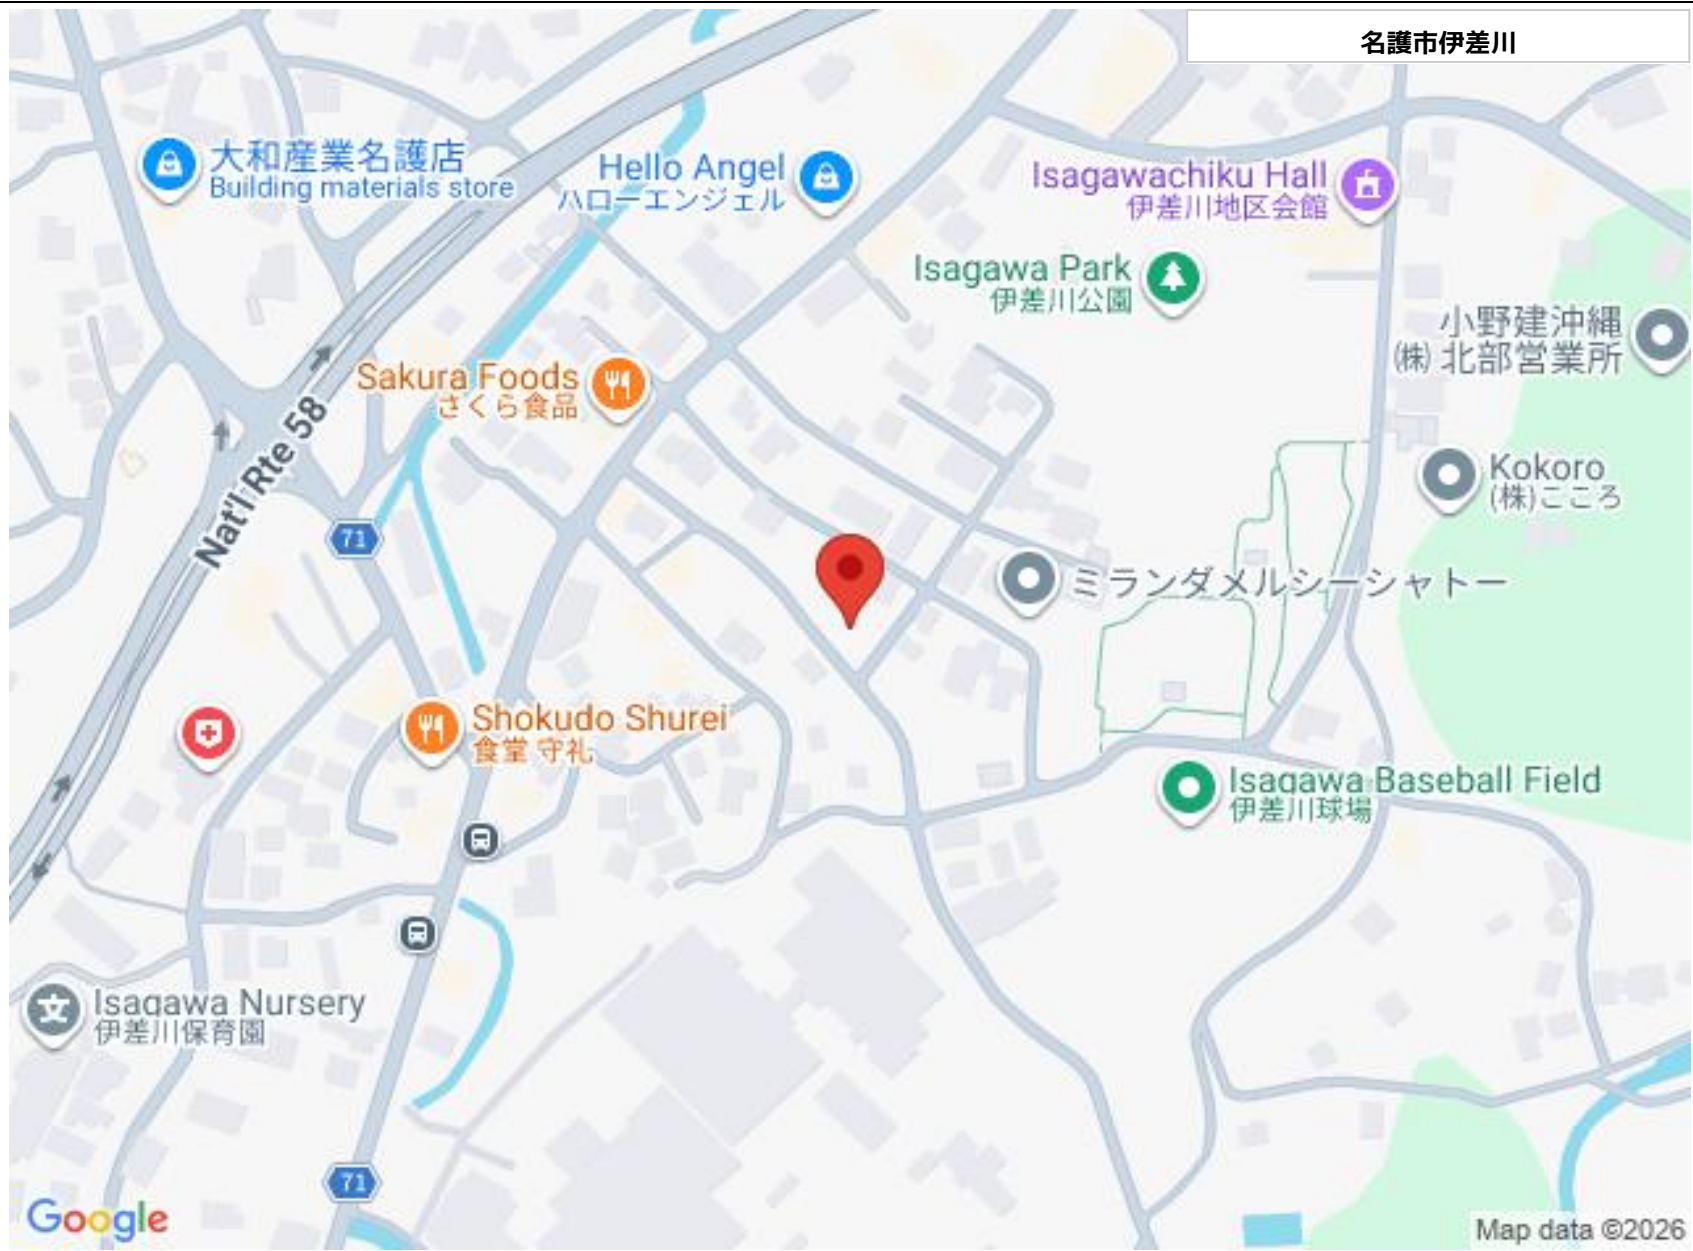 名護市伊差川
大和産業名護店
Building materials store
Hello Angel
ハローエンジェル
Isagawachiku Hall
伊差川地区会館
Isagawa Park
伊差川公園
小野建沖縄
(株) 北部営業所
Sakura Foods
さくら食品
Nat'l Rte 58
Kokoro
(株)こころ
71
ミランダメルシーシャトー
Shokudo Shurei
食堂 守礼
Isagawa Baseball Field
伊差川球場
Isagawa Nursery
伊差川保育園
文
71
Google
Map data ©2026